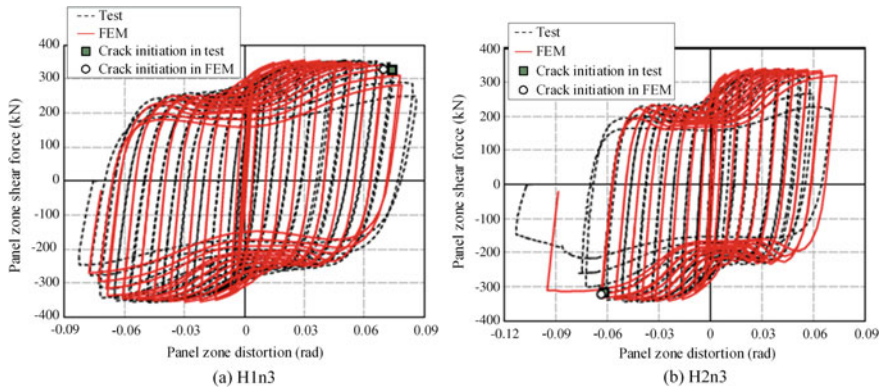 Test
FEM
Crack initiation in test
Crack initiation in FEM
Panel zone shear force (kN)
400
300
200
100
0
-100
-200
-300
-400
-0.09
-0.06
-0.03
0
0.03
0.06
0.09
Panel zone distortion (rad)
(a) H1n3
Test
FEM
Crack initiation in test
Crack initiation in FEM
Panel zone shear force (kN)
400
300
200
100
0
-100
-200
-300
-400
-0.12
-0.09
-0.06
-0.03
0
0.03
0.06
0.09
Panel zone distortion (rad)
(b) H2n3